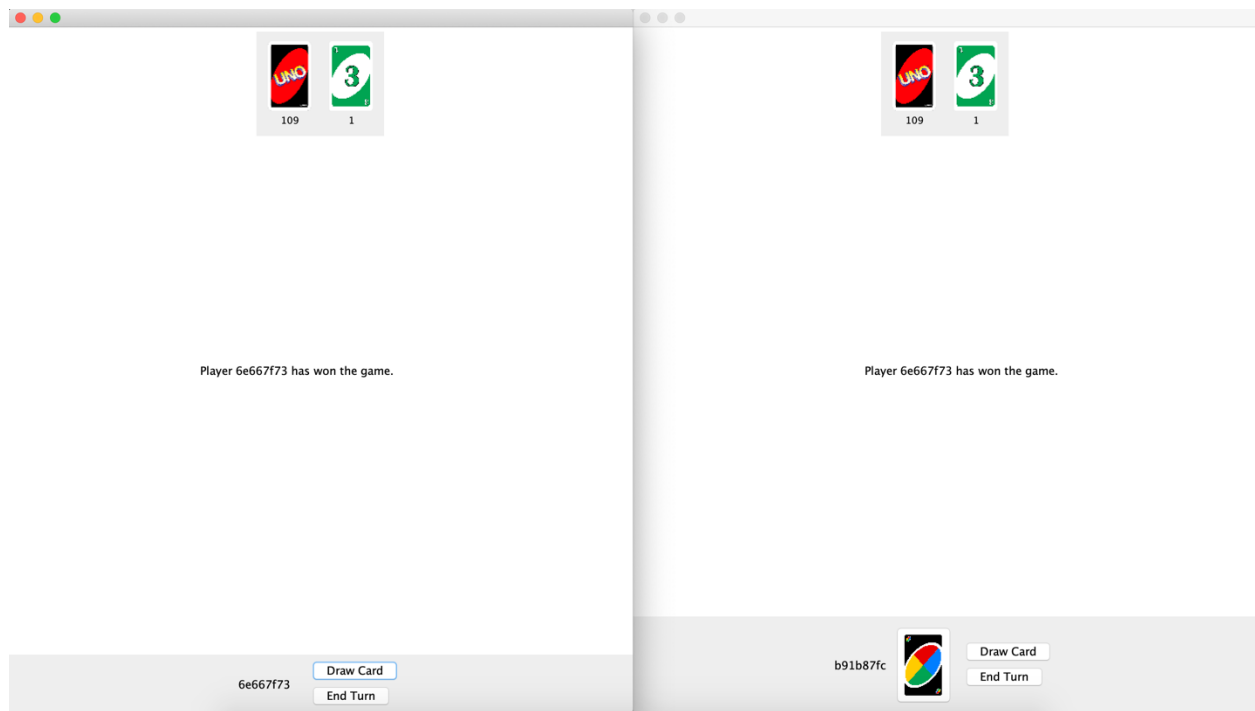 UNO
3
109
1
Player 6e667f73 has won the game.
6e667f73
Draw Card
End Turn
UNO
3
109
1
Player 6e667f73 has won the game.
b91b87fc
Draw Card
End Turn